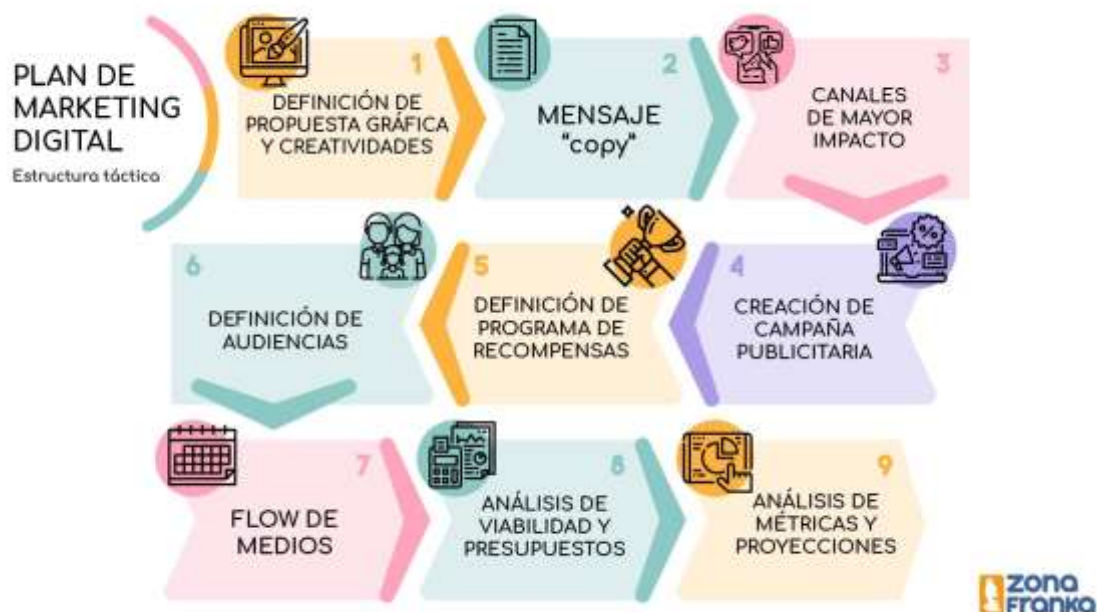 PLAN DE
MARKETING
DIGITAL
Estructura táctica
1
DEFINICIÓN DE
PROPUESTA GRÁFICA
Y CREATIVIDADES
2
MENSAJE
"copy"
3
CANALES
DE MAYOR
IMPACTO
4
CREACIÓN DE
CAMPAÑA
PUBLICITARIA
5
DEFINICIÓN DE
PROGRAMA DE
RECOMPENSAS
6
DEFINICIÓN DE
AUDIENCIAS
7
FLOW DE
MEDIOS
8
ANÁLISIS DE
VIABILIDAD Y
PRESUPUESTOS
9
ANÁLISIS DE
MÉTRICAS Y
PROYECCIONES
zona
Franka